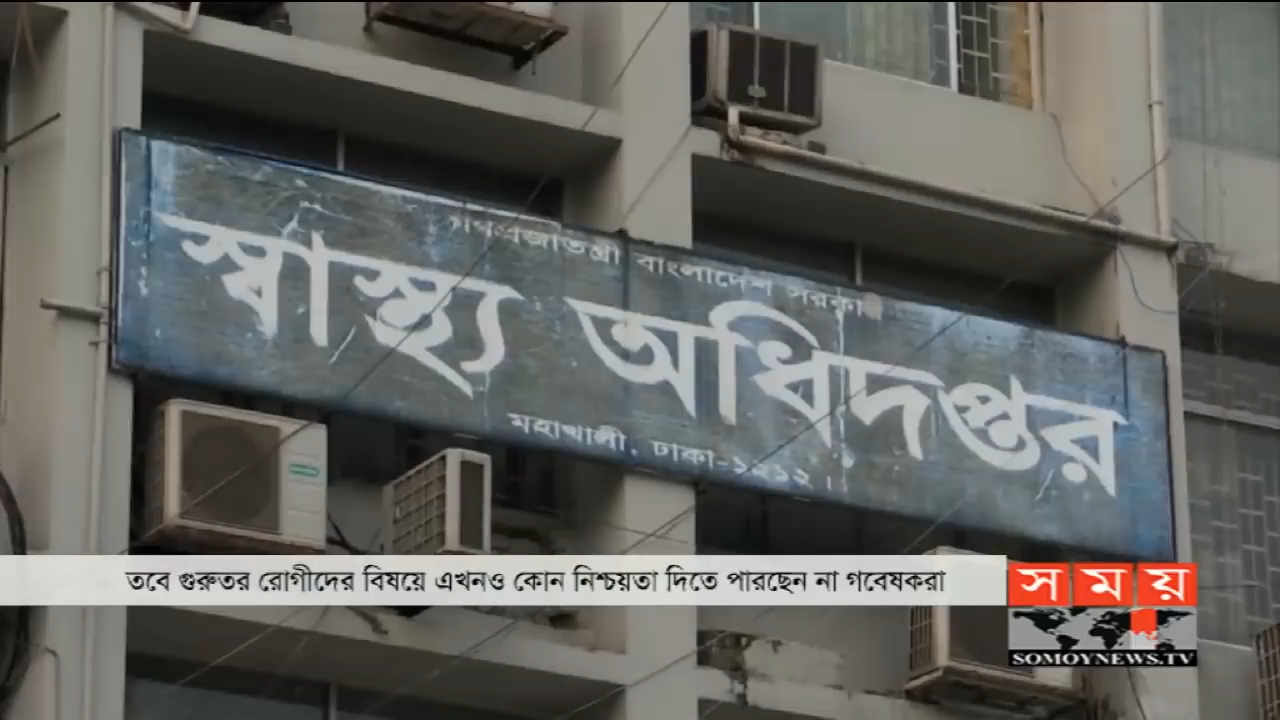 গণপ্রজাতন্ত্রী বাংলাদেশ সরকার
স্বাস্থ্য অধিদপ্তর
মহাখালী, ঢাকা-১২১২।
তবে গুরুতর রোগীদের বিষয়ে এখনও কোন নিশ্চয়তা দিতে পারছেন না গবেষকরা
সময়
SOMOYNEWS.TV